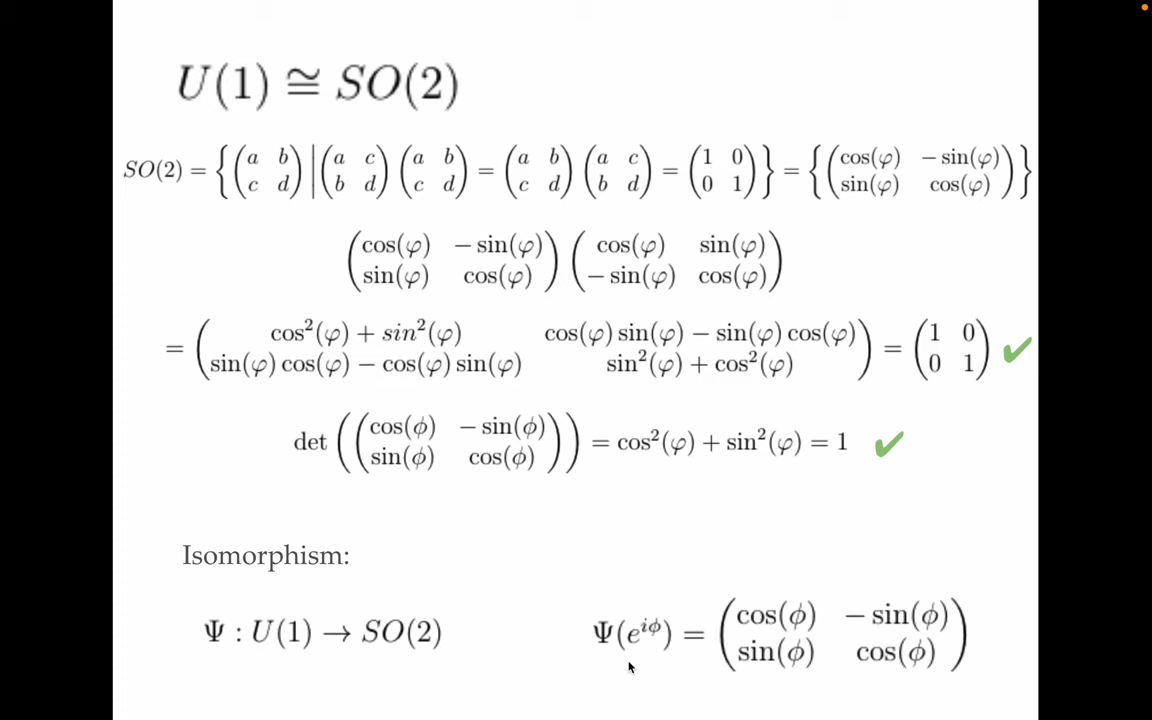 U(1) ≅ SO(2)
SO(2) = {(a b; c d) | (a c; b d)(a b; c d) = (a b; c d)(a c; b d) = (1 0; 0 1)} = {(cos(φ) −sin(φ); sin(φ) cos(φ))}
(cos(φ) −sin(φ); sin(φ) cos(φ))(cos(φ) sin(φ); −sin(φ) cos(φ))
= (cos²(φ) + sin²(φ) cos(φ) sin(φ) − sin(φ) cos(φ); sin(φ) cos(φ) − cos(φ) sin(φ) sin²(φ) + cos²(φ)) = (1 0; 0 1) ✔
det((cos(ϕ) −sin(ϕ); sin(ϕ) cos(ϕ))) = cos²(φ) + sin²(φ) = 1 ✔
Isomorphism:
Ψ : U(1) → SO(2) Ψ(e^{iϕ}) = (cos(ϕ) −sin(ϕ); sin(ϕ) cos(ϕ))